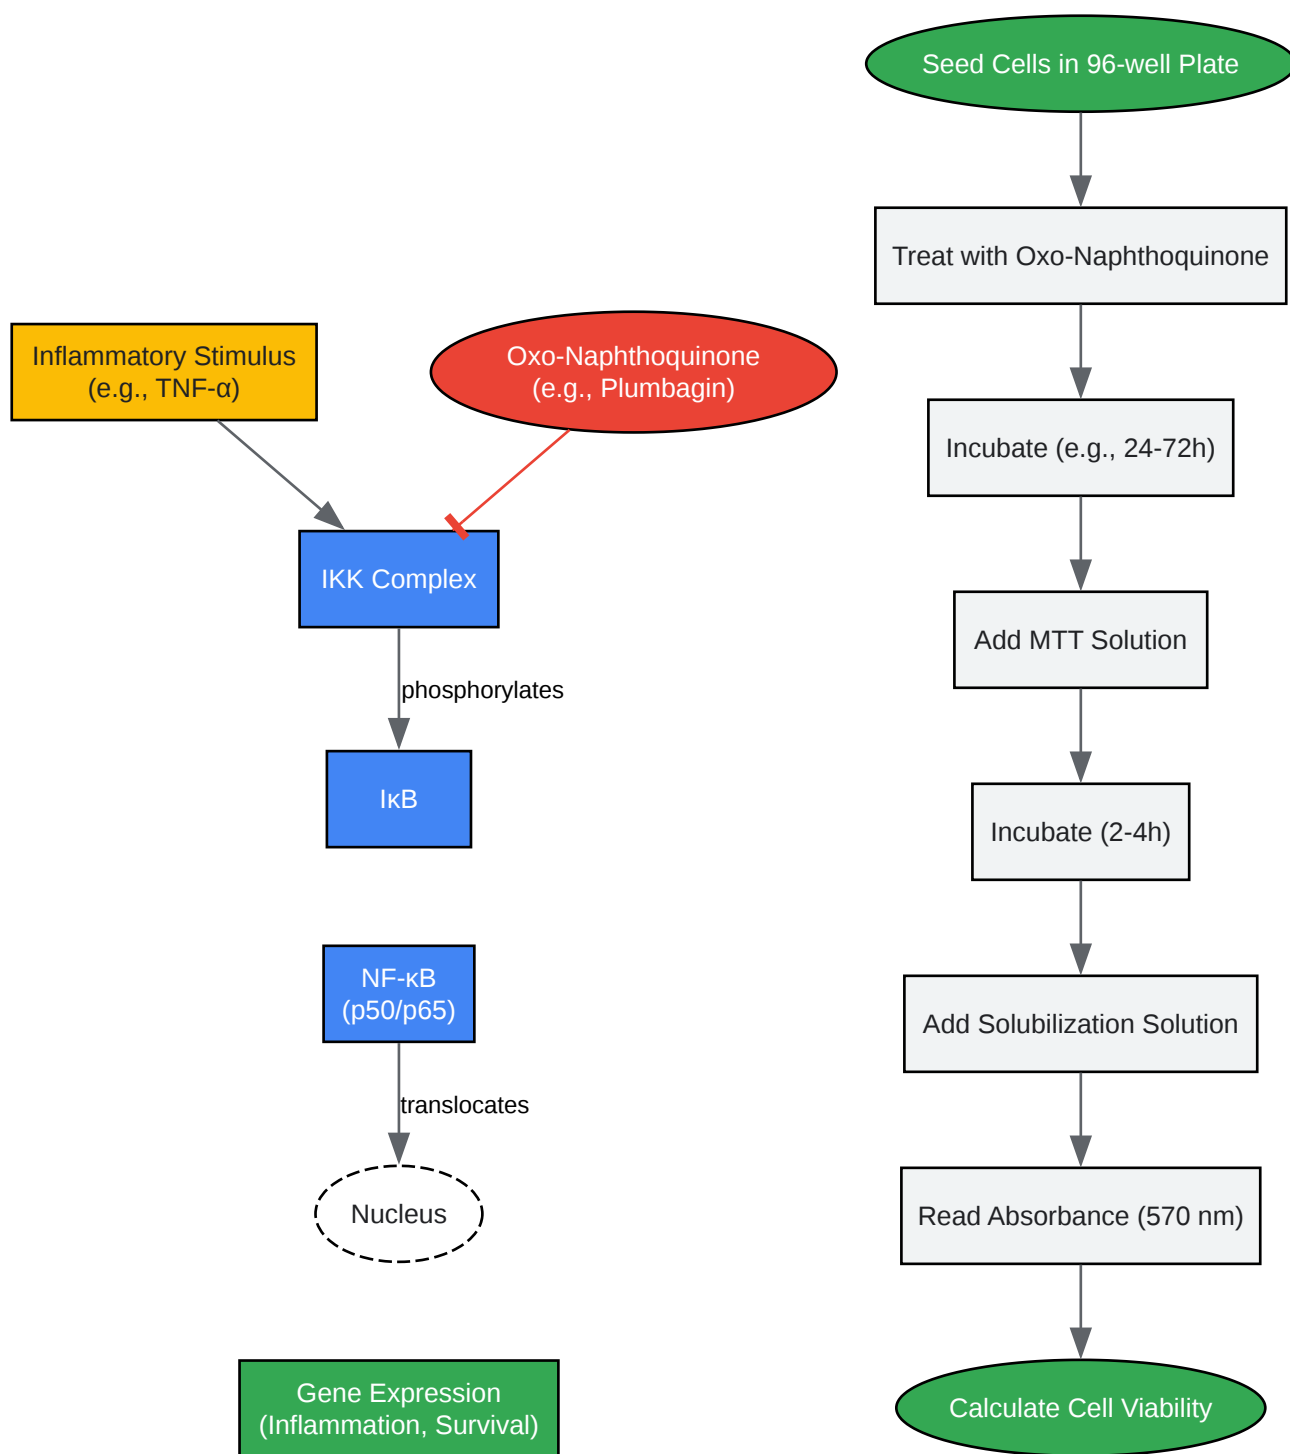 Inflammatory Stimulus
(e.g., TNF-α)
Oxo-Naphthoquinone
(e.g., Plumbagin)
IKK Complex
phosphorylates
IκB
NF-κB
(p50/p65)
translocates
Nucleus
Gene Expression
(Inflammation, Survival)
Seed Cells in 96-well Plate
Treat with Oxo-Naphthoquinone
Incubate (e.g., 24-72h)
Add MTT Solution
Incubate (2-4h)
Add Solubilization Solution
Read Absorbance (570 nm)
Calculate Cell Viability